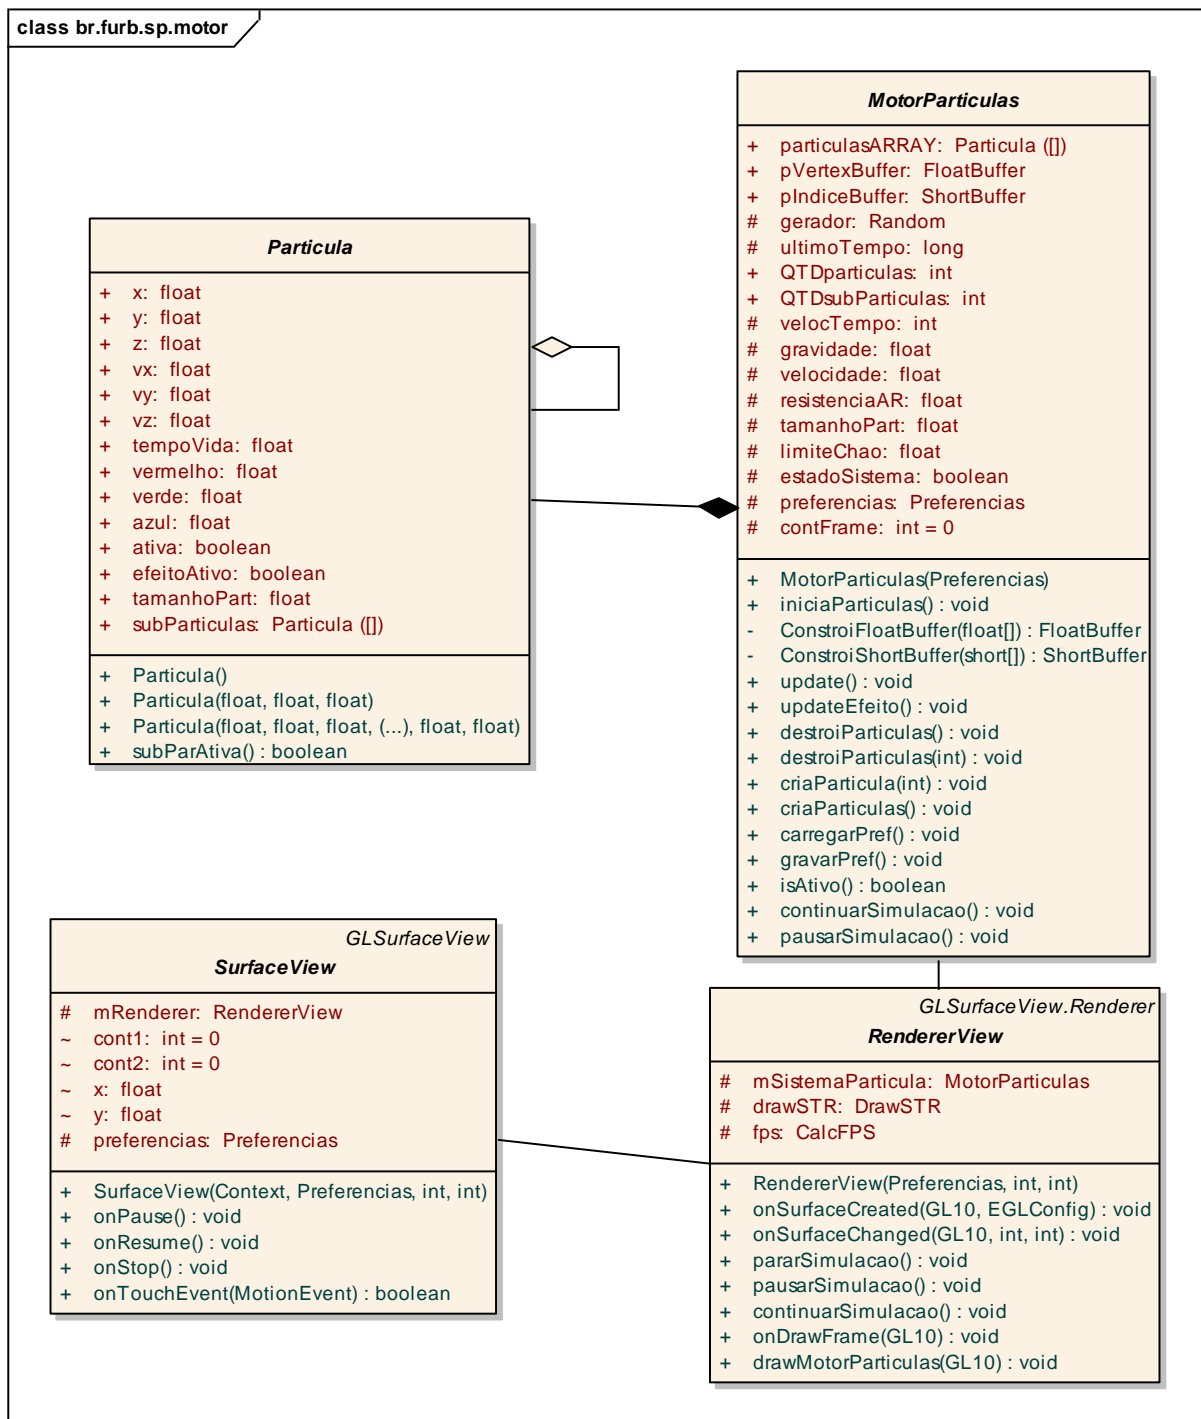 class br.furb.sp.motor
MotorParticulas
+ particulasARRAY: Particula ([])
+ pVertexBuffer: FloatBuffer
+ pIndiceBuffer: ShortBuffer
# gerador: Random
# ultimoTempo: long
+ QTDparticulas: int
+ QTDsubParticulas: int
# velocTempo: int
# gravidade: float
# velocidade: float
# resistenciaAR: float
# tamanhoPart: float
# limiteChao: float
# estadoSistema: boolean
# preferencias: Preferencias
# contFrame: int = 0
+ MotorParticulas(Preferencias)
+ iniciaParticulas() : void
- ConstroiFloatBuffer(float[]) : FloatBuffer
- ConstroiShortBuffer(short[]) : ShortBuffer
+ update() : void
+ updateEfeito() : void
+ destroiParticulas() : void
+ destroiParticulas(int) : void
+ criaParticula(int) : void
+ criaParticulas() : void
+ carregarPref() : void
+ gravarPref() : void
+ isAtivo() : boolean
+ continuarSimulacao() : void
+ pausarSimulacao() : void
Particula
+ x: float
+ y: float
+ z: float
+ vx: float
+ vy: float
+ vz: float
+ tempoVida: float
+ vermelho: float
+ verde: float
+ azul: float
+ ativa: boolean
+ efeitoAtivo: boolean
+ tamanhoPart: float
+ subParticulas: Particula ([])
+ Particula()
+ Particula(float, float, float)
+ Particula(float, float, float, (...), float, float)
+ subParAtiva() : boolean
GLSurfaceView
SurfaceView
# mRenderer: RendererView
~ cont1: int = 0
~ cont2: int = 0
~ x: float
~ y: float
# preferencias: Preferencias
+ SurfaceView(Context, Preferencias, int, int)
+ onPause() : void
+ onResume() : void
+ onStop() : void
+ onTouchEvent(MotionEvent) : boolean
GLSurfaceView.Renderer
RendererView
# mSistemaParticula: MotorParticulas
# drawSTR: DrawSTR
# fps: CalcFPS
+ RendererView(Preferencias, int, int)
+ onSurfaceCreated(GL10, EGLConfig) : void
+ onSurfaceChanged(GL10, int, int) : void
+ pararSimulacao() : void
+ pausarSimulacao() : void
+ continuarSimulacao() : void
+ onDrawFrame(GL10) : void
+ drawMotorParticulas(GL10) : void